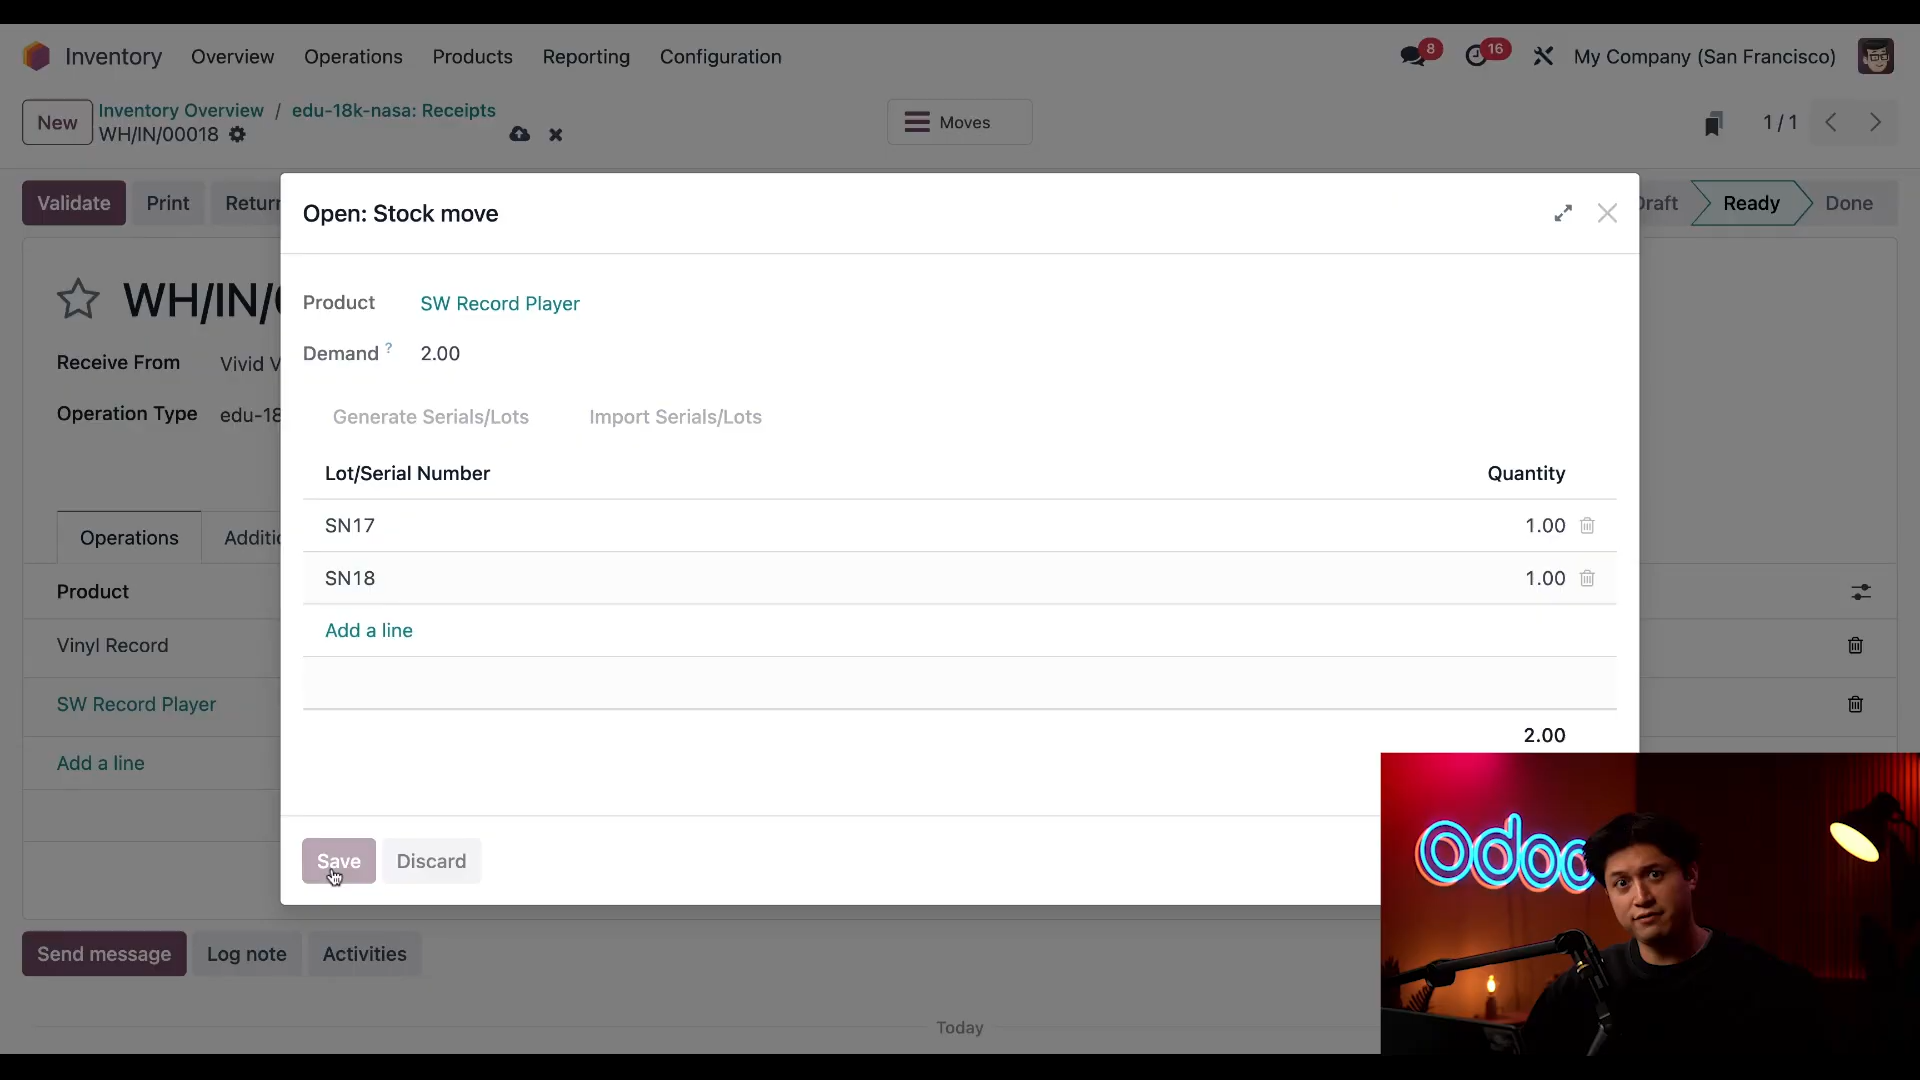 Inventory Overview Operations Products Reporting Configuration 8 16 My Company (San Francisco)
New Inventory Overview / edu-18k-nasa: Receipts
WH/IN/00018
Moves
1 / 1
Validate Print Return Draft Ready Done
Open: Stock move
WH/IN/
Product SW Record Player
Demand ? 2.00
Receive From Vivid V
Operation Type edu-18
Generate Serials/Lots Import Serials/Lots
Lot/Serial Number Quantity
SN17 1.00
SN18 1.00
Add a line
2.00
Operations Additio
Product
Vinyl Record
SW Record Player
Add a line
Save Discard
odoo
Send message Log note Activities
Today